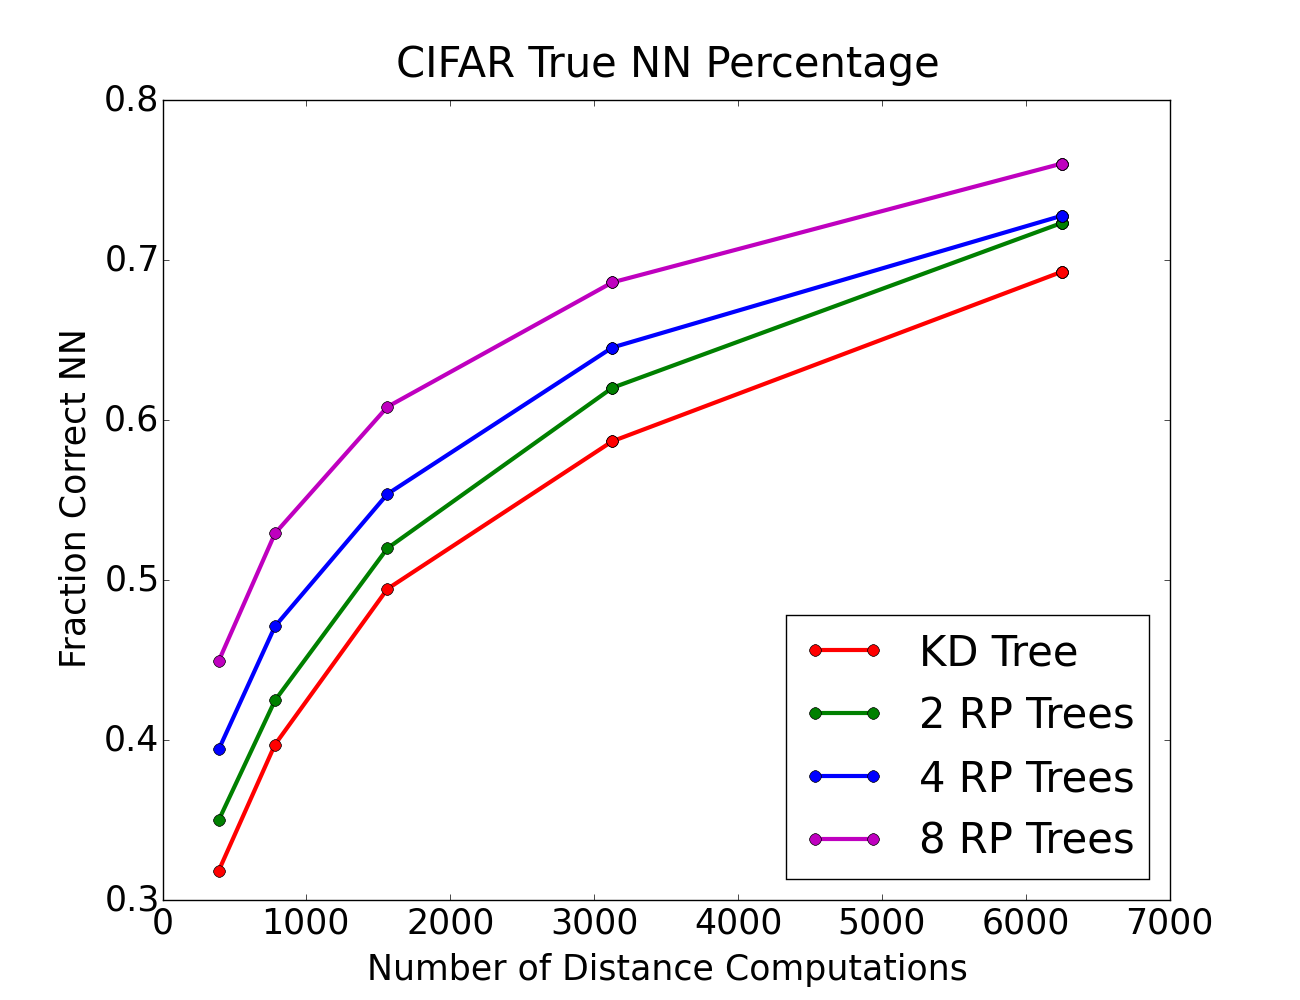 CIFAR True NN Percentage
Fraction Correct NN
0.8
0.7
0.6
0.5
0.4
0.3
KD Tree
2 RP Trees
4 RP Trees
8 RP Trees
0 1000 2000 3000 4000 5000 6000 7000
Number of Distance Computations